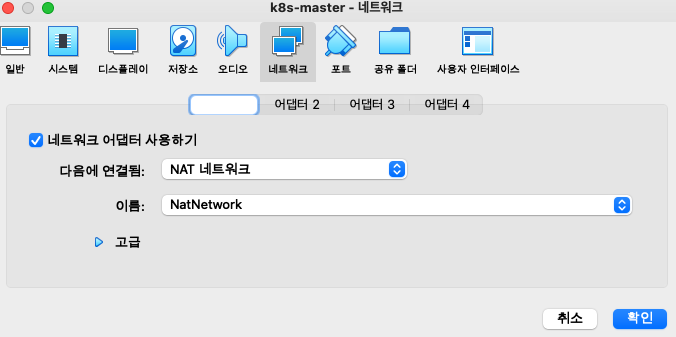 k8s-master - 네트워크
일반 시스템 디스플레이 저장소 오디오 네트워크 포트 공유 폴더 사용자 인터페이스
어댑터 2 어댑터 3 어댑터 4
네트워크 어댑터 사용하기
다음에 연결됨: NAT 네트워크
이름: NatNetwork
고급
취소 확인